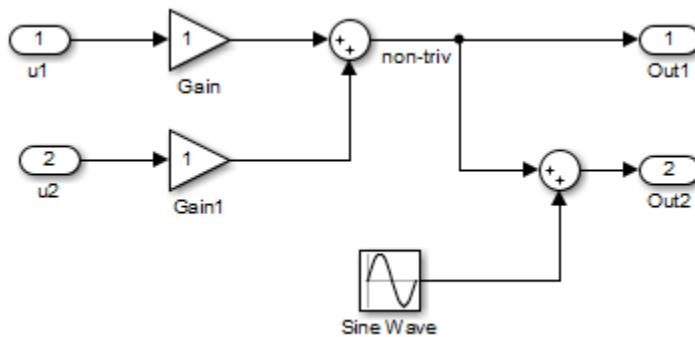 1
u1
1
Gain
++
non-triv
1
Out1
2
u2
1
Gain1
++
2
Out2
Sine Wave